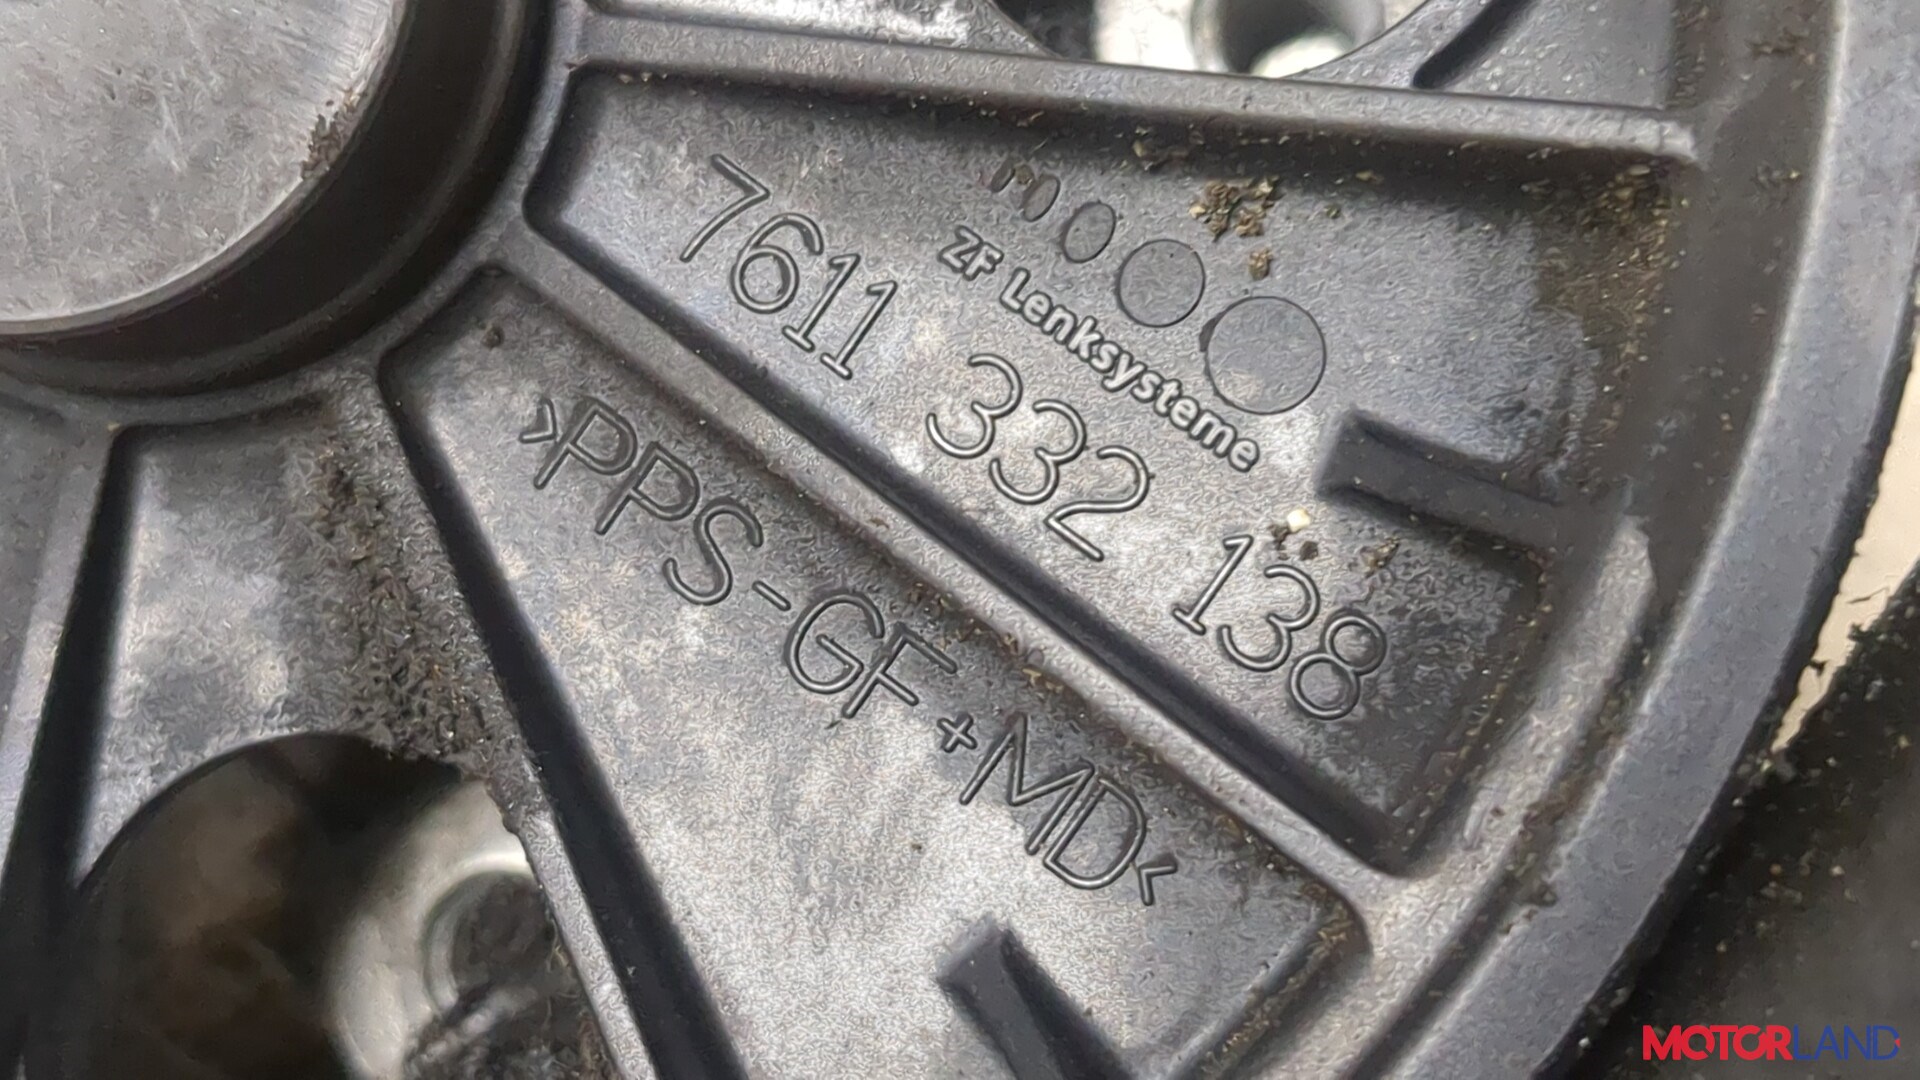 ZF Lenksysteme
7611 332 138
>PPS-GF+MD<
MOTORLAND